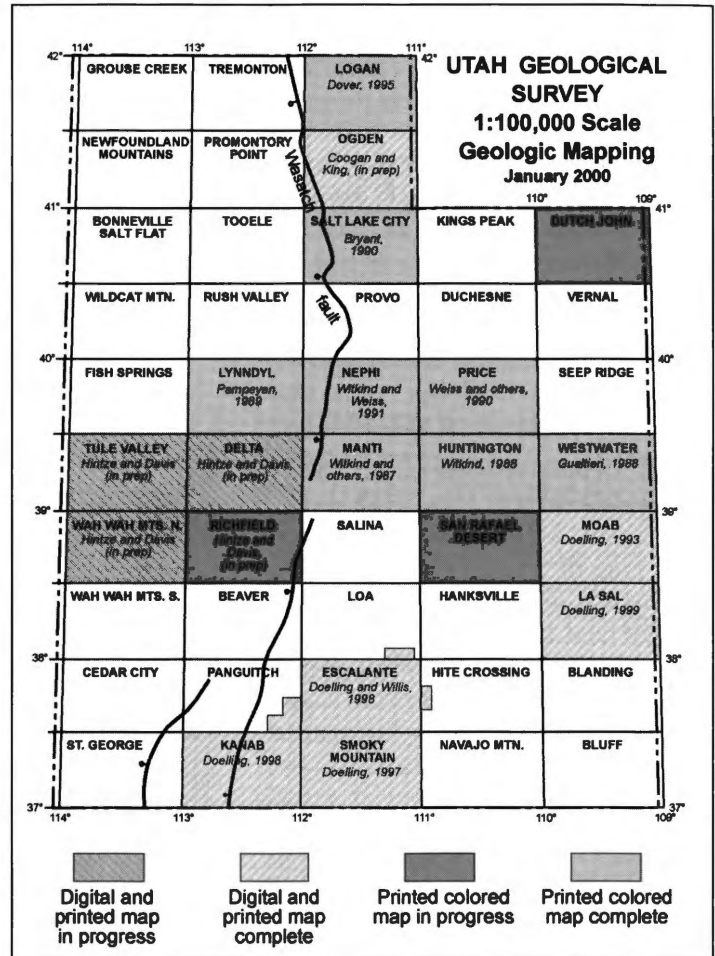 114° 113° 112° 111°
42° 42°
UTAH GEOLOGICAL
SURVEY
1:100,000 Scale
Geologic Mapping
January 2000
GROUSE CREEK TREMONTON LOGAN
Dover, 1995
NEWFOUNDLAND
MOUNTAINS
PROMONTORY
POINT
OGDEN
Coogan and
King, (in prep)
Wasatch
fault
41° 110° 109°
41°
BONNEVILLE
SALT FLAT
TOOELE
SALT LAKE CITY
Bryant,
1990
KINGS PEAK
DUTCH JOHN
WILDCAT MTN. RUSH VALLEY PROVO DUCHESNE VERNAL
40° 40°
FISH SPRINGS
LYNNDYL
Pampeyan,
1989
NEPHI
Witkind and
Weiss,
1991
PRICE
Weiss and others,
1990
SEEP RIDGE
TULE VALLEY
Hintze and Davis
(in prep)
DELTA
Hintze and Davis,
(in prep)
MANTI
Witkind and
others, 1987
HUNTINGTON
Witkind, 1988
WESTWATER
Gualtieri, 1988
39° 39°
WAH WAH MTS. N.
Hintze and Davis
(in prep)
RICHFIELD
(Hintze and
Davis,
(in prep)
SALINA
SAN RAFAEL
DESERT
MOAB
Doelling, 1993
WAH WAH MTS. S. BEAVER LOA HANKSVILLE
LA SAL
Doelling,
1999
38° 38°
CEDAR CITY PANGUITCH
ESCALANTE
Doelling and Willis,
1998
HITE CROSSING BLANDING
ST. GEORGE
KANAB
Doelling, 1998
SMOKY
MOUNTAIN
Doelling, 1997
NAVAJO MTN. BLUFF
37° 37°
114° 113° 112° 111° 110° 109°
Digital and
printed map
in progress
Digital and
printed map
complete
Printed colored
map in progress
Printed colored
map complete